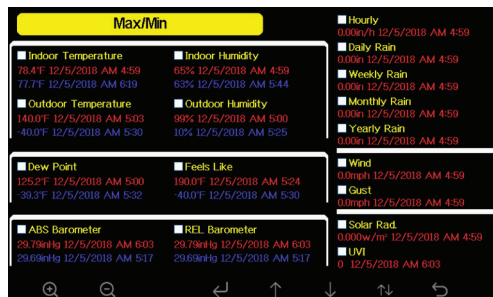 Max/Min
Indoor Temperature
78.4°F 12/5/2018 AM 4:59
77.7°F 12/5/2018 AM 6:19
Indoor Humidity
65% 12/5/2018 AM 4:59
63% 12/5/2018 AM 5:44
Outdoor Temperature
140.0°F 12/5/2018 AM 5:03
-40.0°F 12/5/2018 AM 5:30
Outdoor Humidity
99% 12/5/2018 AM 5:00
10% 12/5/2018 AM 5:25
Dew Point
125.2°F 12/5/2018 AM 5:00
-39.3°F 12/5/2018 AM 5:32
Feels Like
190.0°F 12/5/2018 AM 5:24
-40.0°F 12/5/2018 AM 5:30
ABS Barometer
29.79inHg 12/5/2018 AM 6:03
29.69inHg 12/5/2018 AM 5:17
REL Barometer
29.79inHg 12/5/2018 AM 6:03
29.69inHg 12/5/2018 AM 5:17
Hourly
0.00in/h 12/5/2018 AM 4:59
Daily Rain
0.00in 12/5/2018 AM 4:59
Weekly Rain
0.00in 12/5/2018 AM 4:59
Monthly Rain
0.00in 12/5/2018 AM 4:59
Yearly Rain
0.00in 12/5/2018 AM 4:59
Wind
0.0mph 12/5/2018 AM 4:59
Gust
0.0mph 12/5/2018 AM 4:59
Solar Rad.
0.000w/m² 12/5/2018 AM 4:59
UVI
0 12/5/2018 AM 6:03